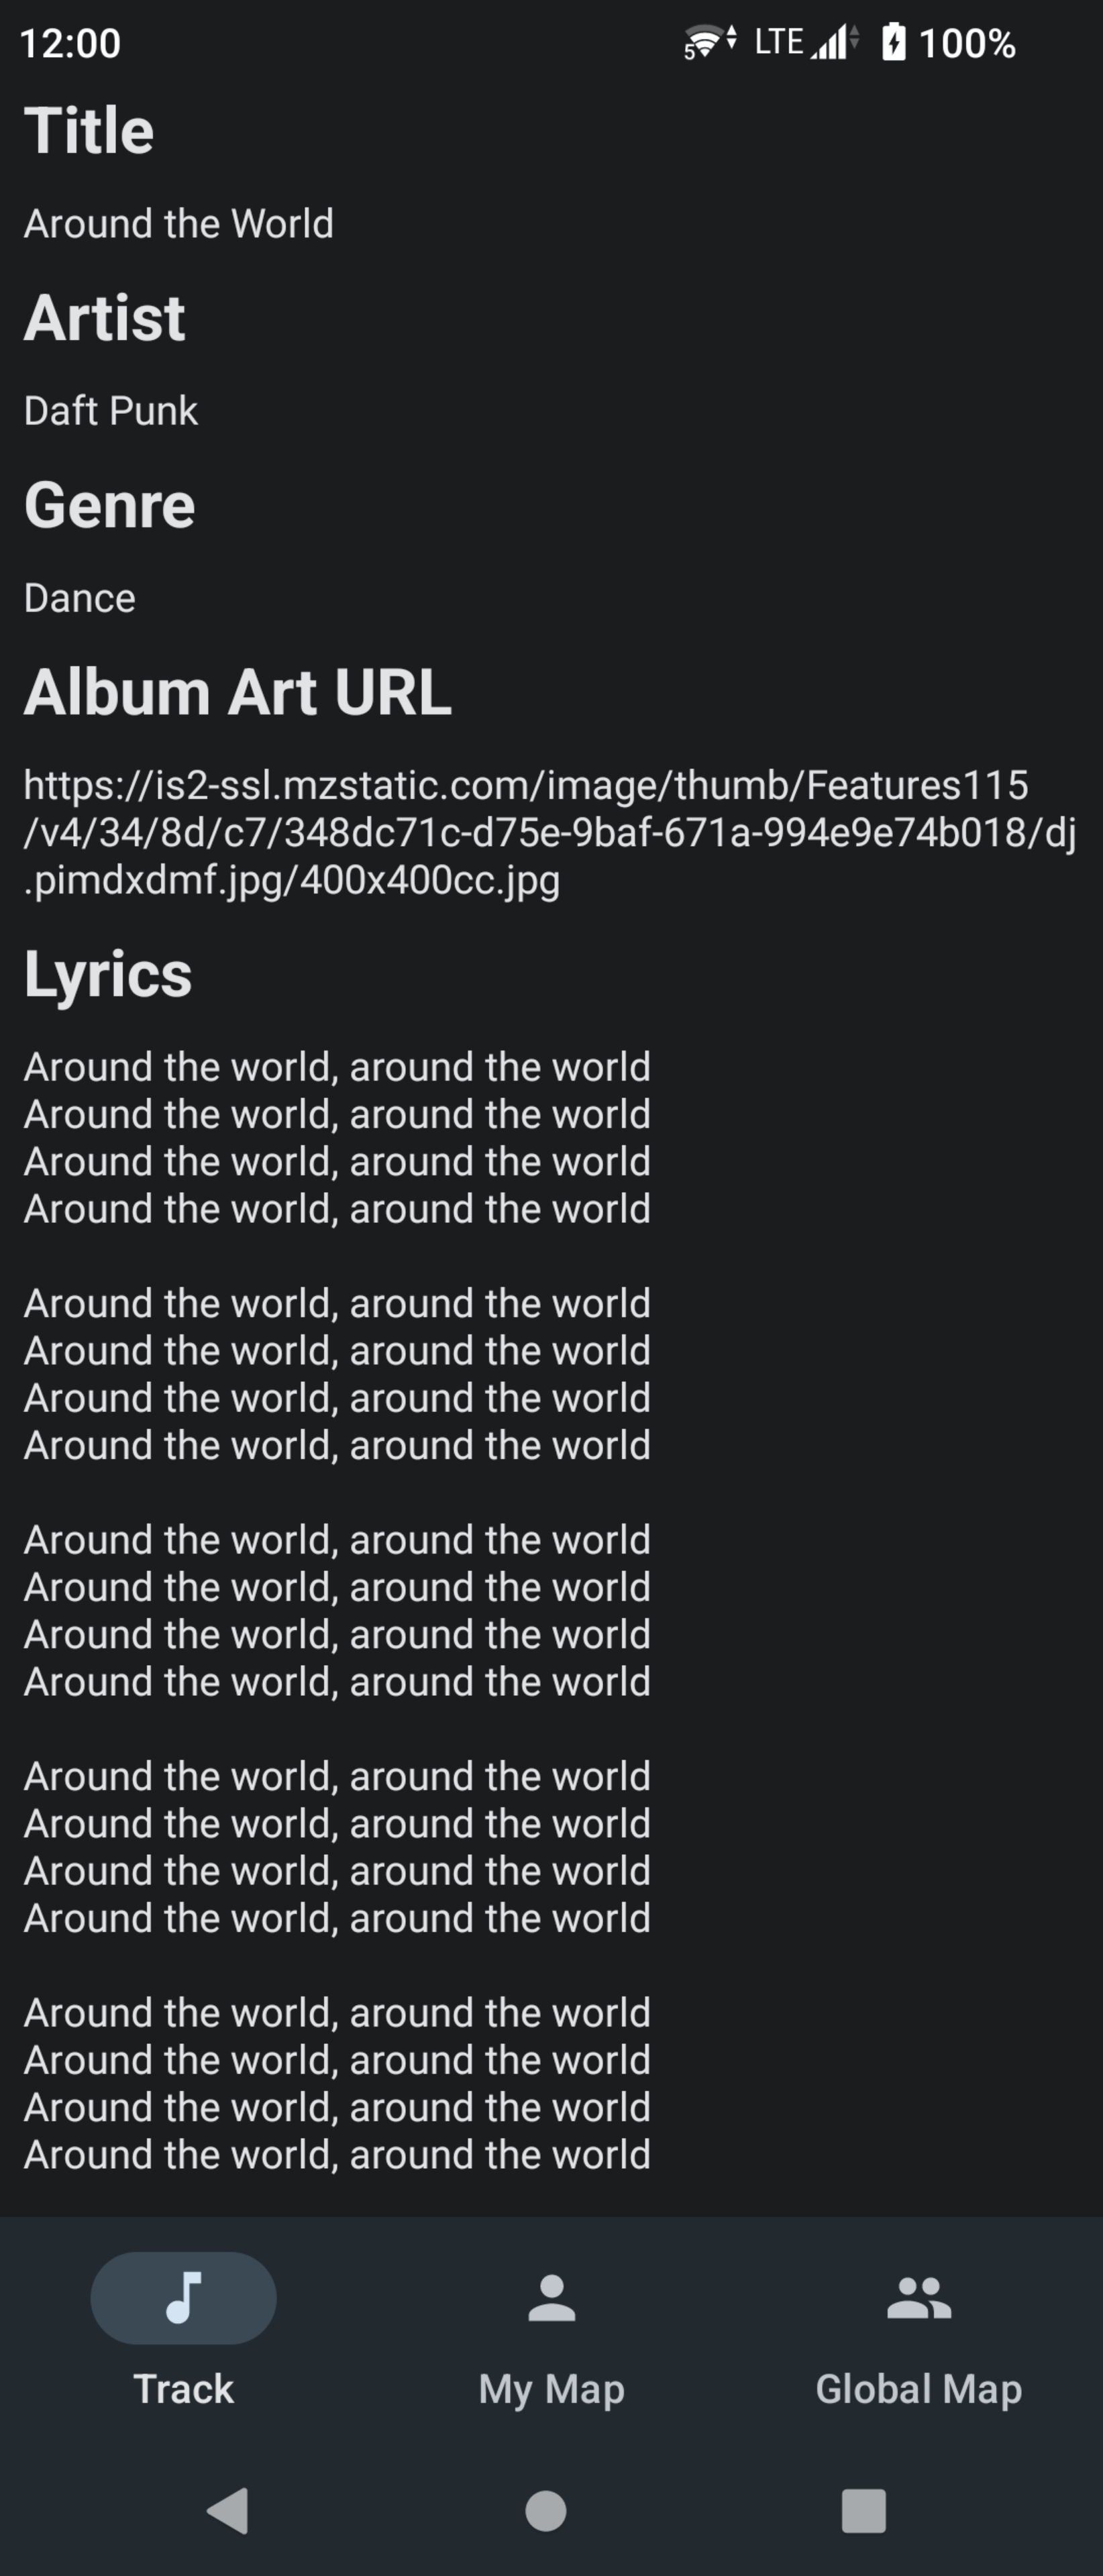 12:00 5 LTE 100%
Title
Around the World
Artist
Daft Punk
Genre
Dance
Album Art URL
https://is2-ssl.mzstatic.com/image/thumb/Features115
/v4/34/8d/c7/348dc71c-d75e-9baf-671a-994e9e74b018/dj
.pimdxdmf.jpg/400x400cc.jpg
Lyrics
Around the world, around the world
Around the world, around the world
Around the world, around the world
Around the world, around the world

Around the world, around the world
Around the world, around the world
Around the world, around the world
Around the world, around the world

Around the world, around the world
Around the world, around the world
Around the world, around the world
Around the world, around the world

Around the world, around the world
Around the world, around the world
Around the world, around the world
Around the world, around the world

Around the world, around the world
Around the world, around the world
Around the world, around the world
Around the world, around the world
Track My Map Global Map